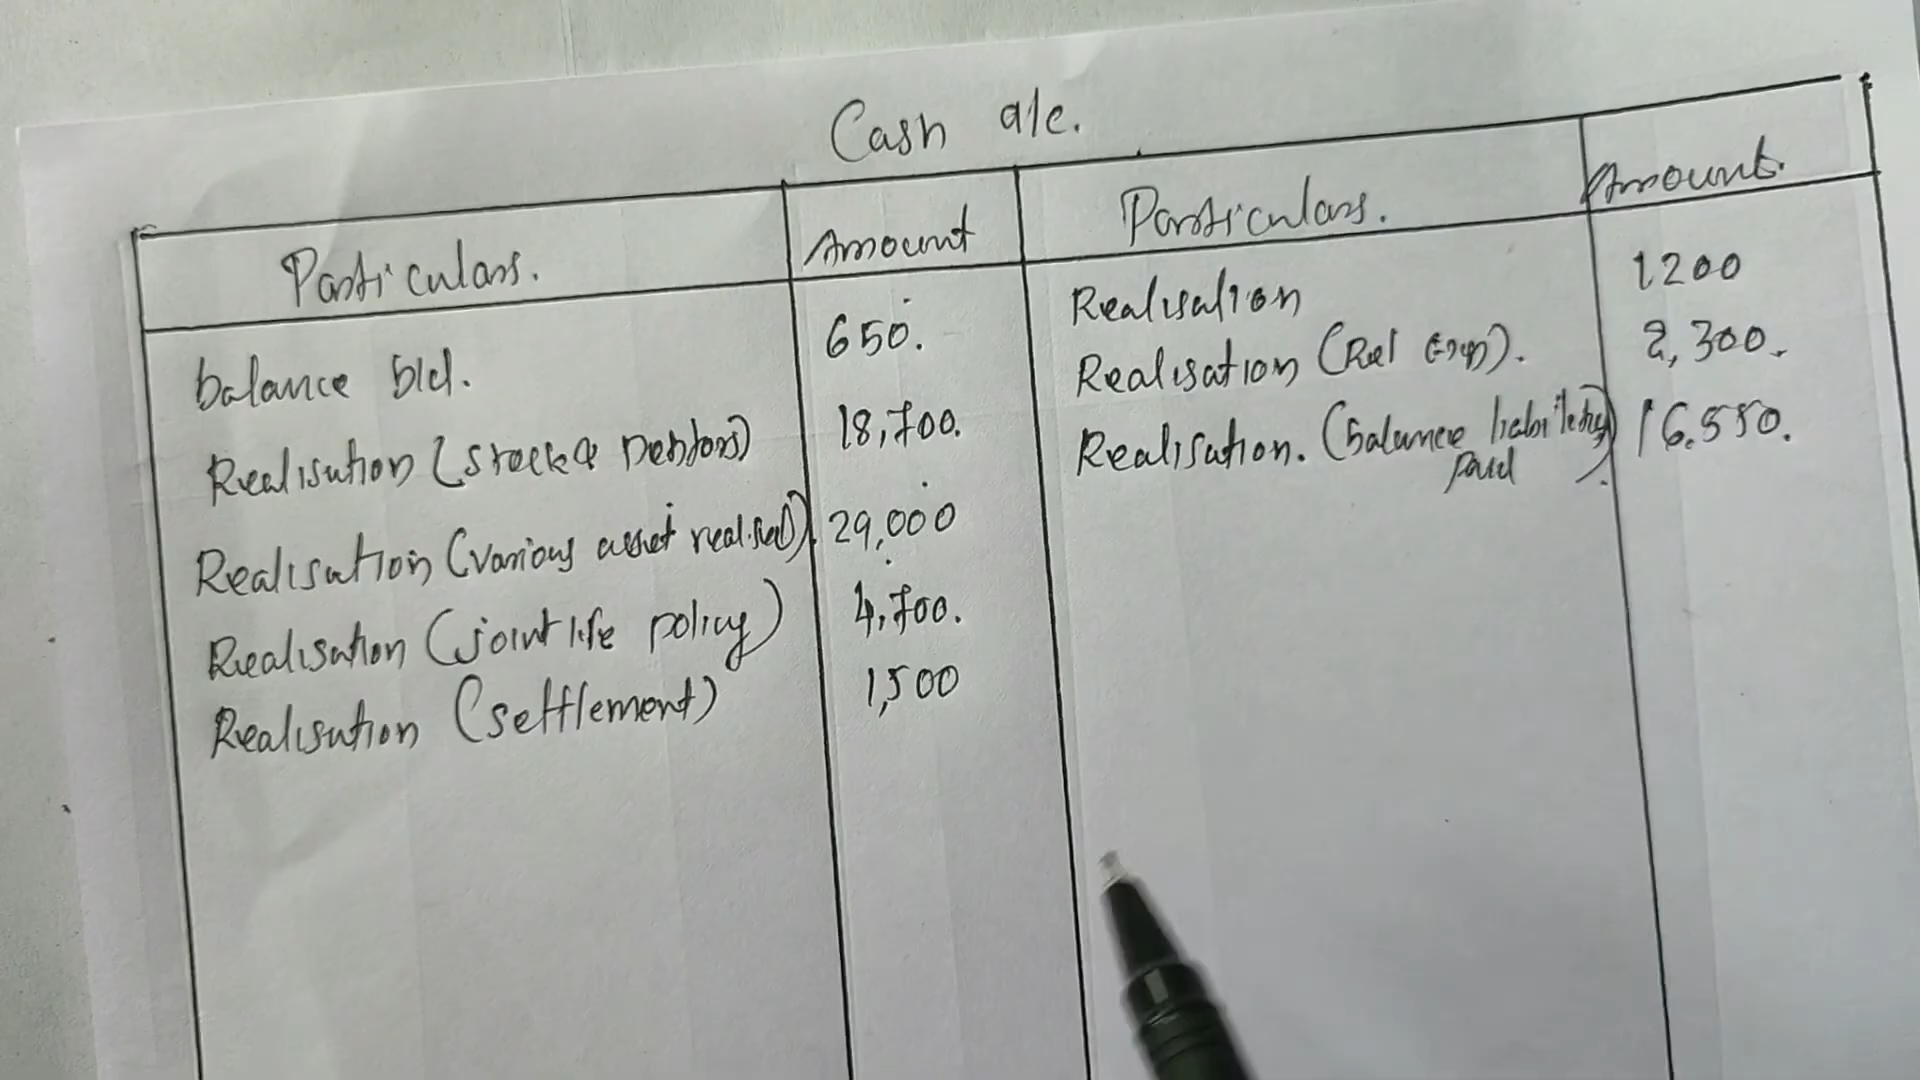 Cash a/c.
Particulars. Amount Particulars. Amount.
balance b/d. 650. Realisation 1200
Realisation (stock & Debtors) 18,700. Realisation (Rel Exp). 2,300.
Realisation (various asset realised) 29,000 Realisation. (balance liability paid). 16,550.
Realisation (joint life policy) 4,700.
Realisation (settlement) 1,500